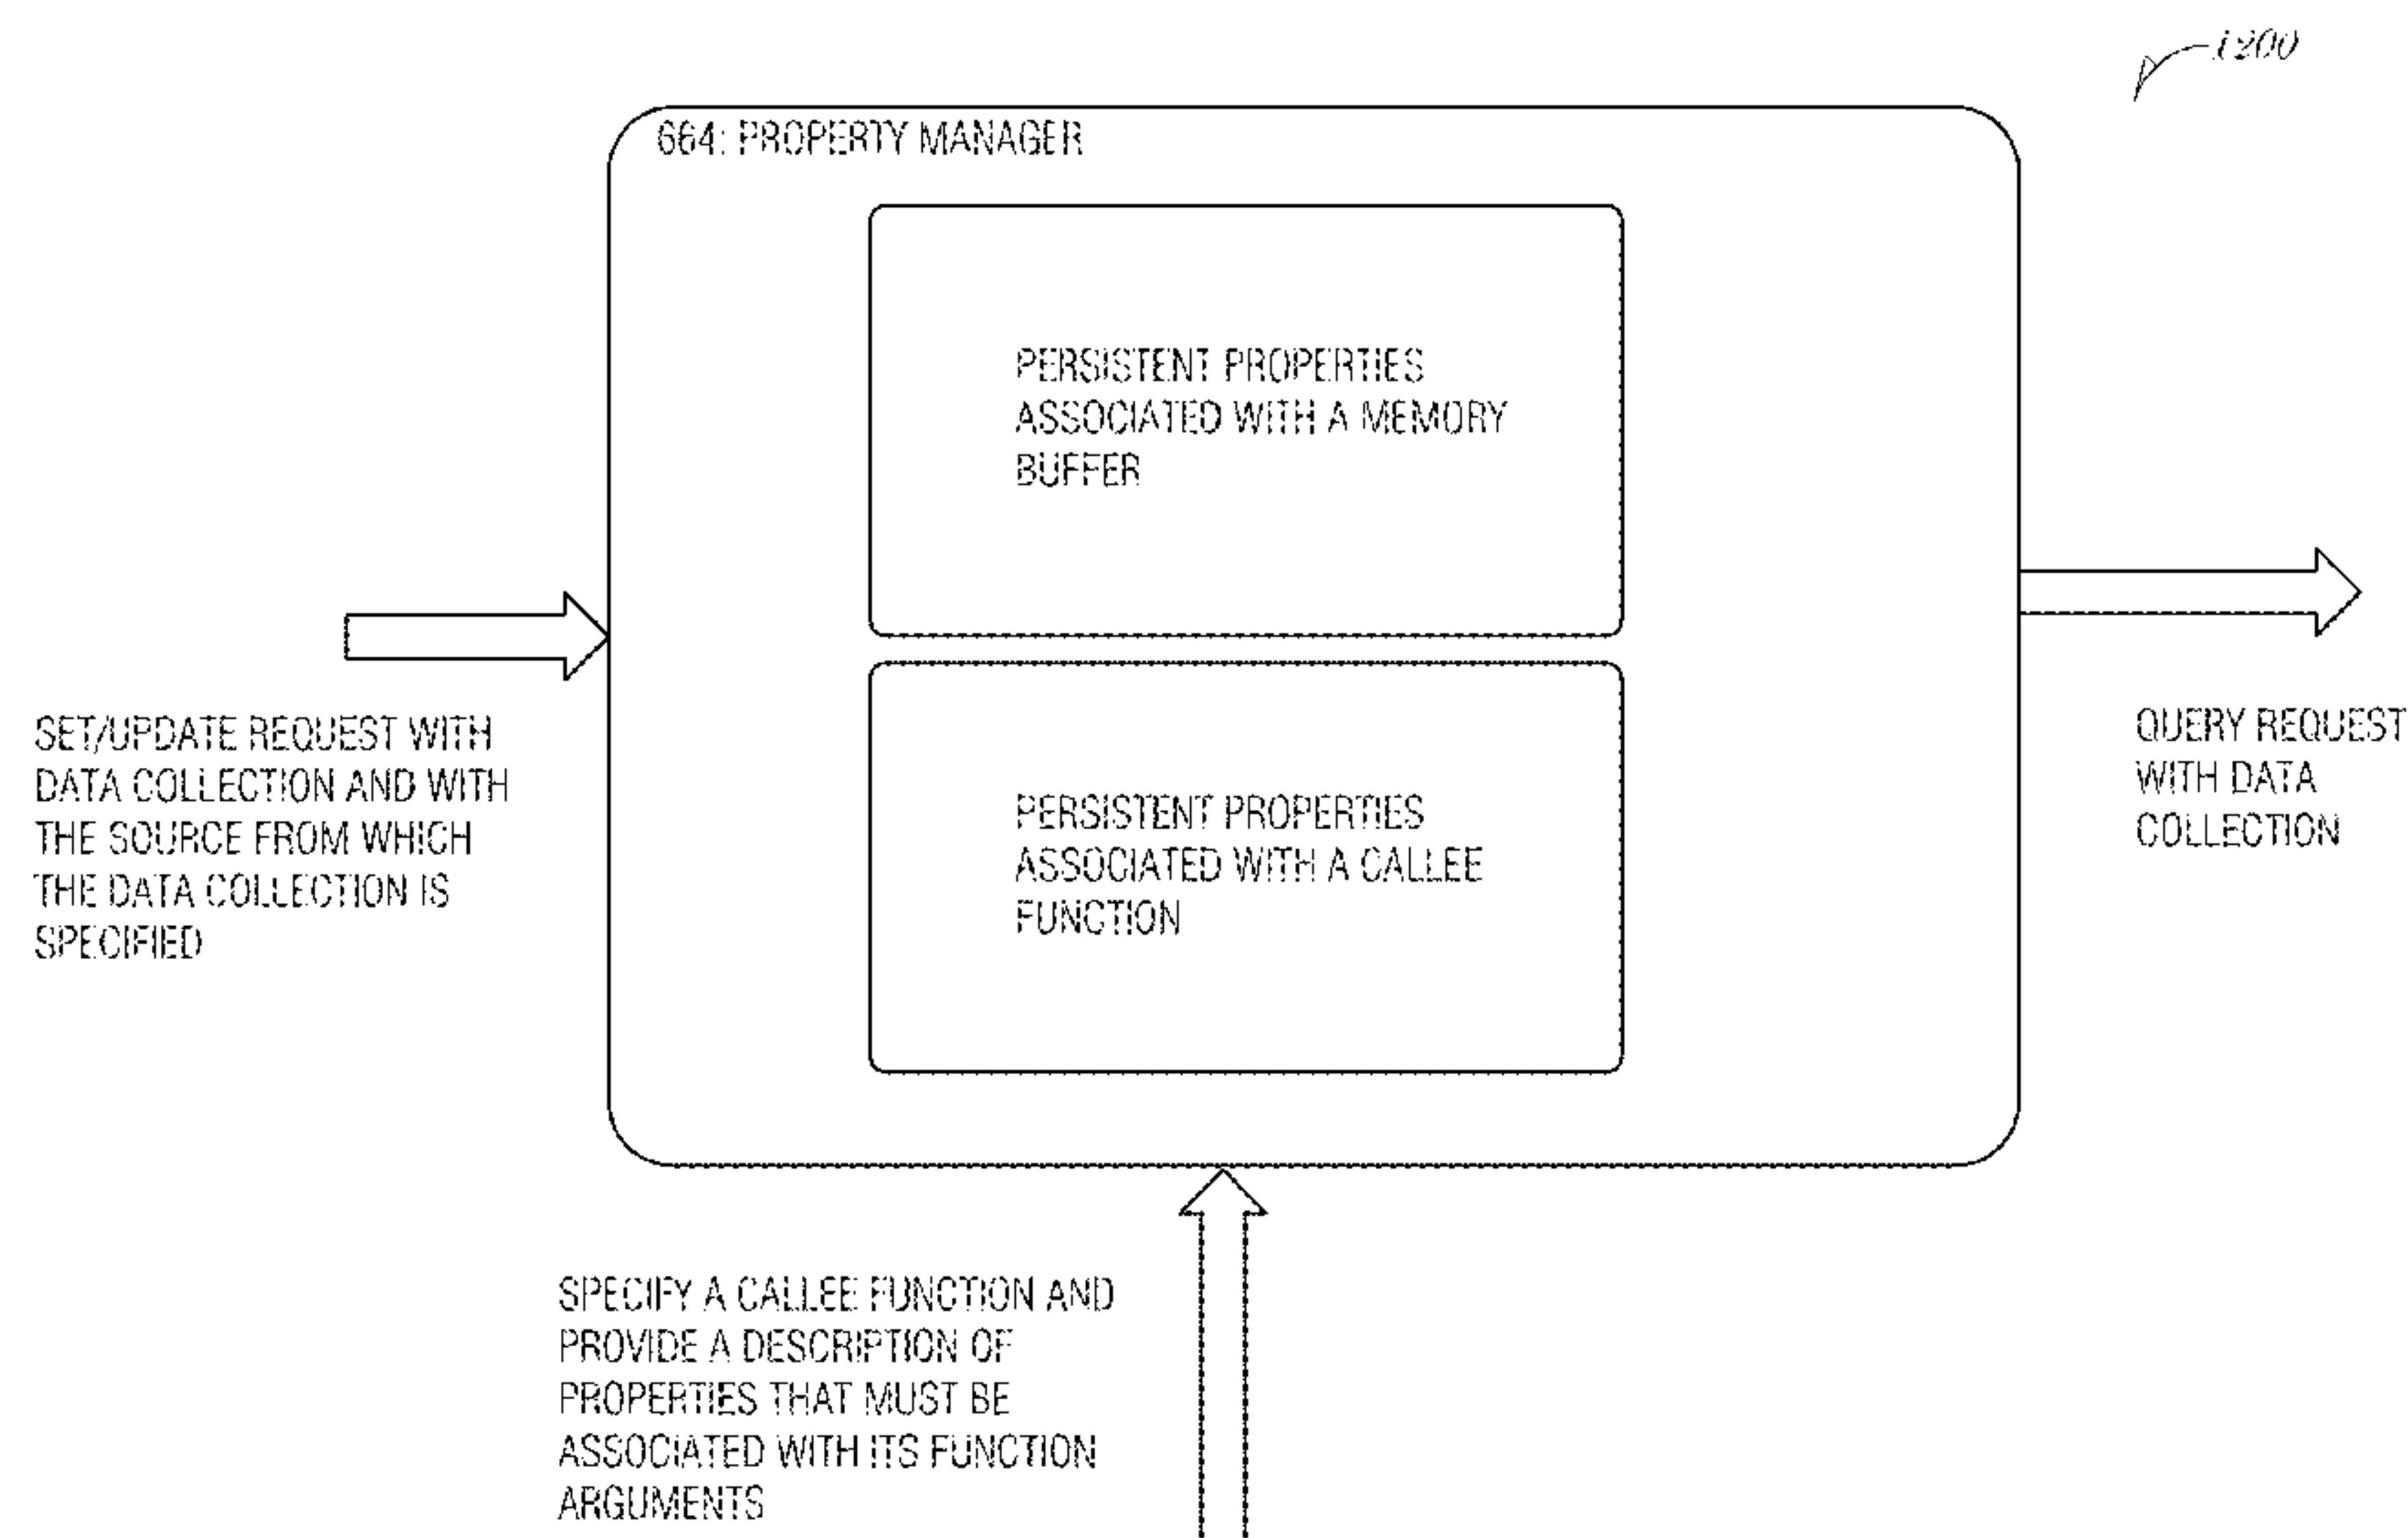 1200
664: PROPERTY MANAGER
PERSISTENT PROPERTIES
ASSOCIATED WITH A MEMORY
BUFFER
SET/UPDATE REQUEST WITH
DATA COLLECTION AND WITH
THE SOURCE FROM WHICH
THE DATA COLLECTION IS
SPECIFIED
PERSISTENT PROPERTIES
ASSOCIATED WITH A CALLEE
FUNCTION
QUERY REQUEST
WITH DATA
COLLECTION
SPECIFY A CALLEE FUNCTION AND
PROVIDE A DESCRIPTION OF
PROPERTIES THAT MUST BE
ASSOCIATED WITH ITS FUNCTION
ARGUMENTS